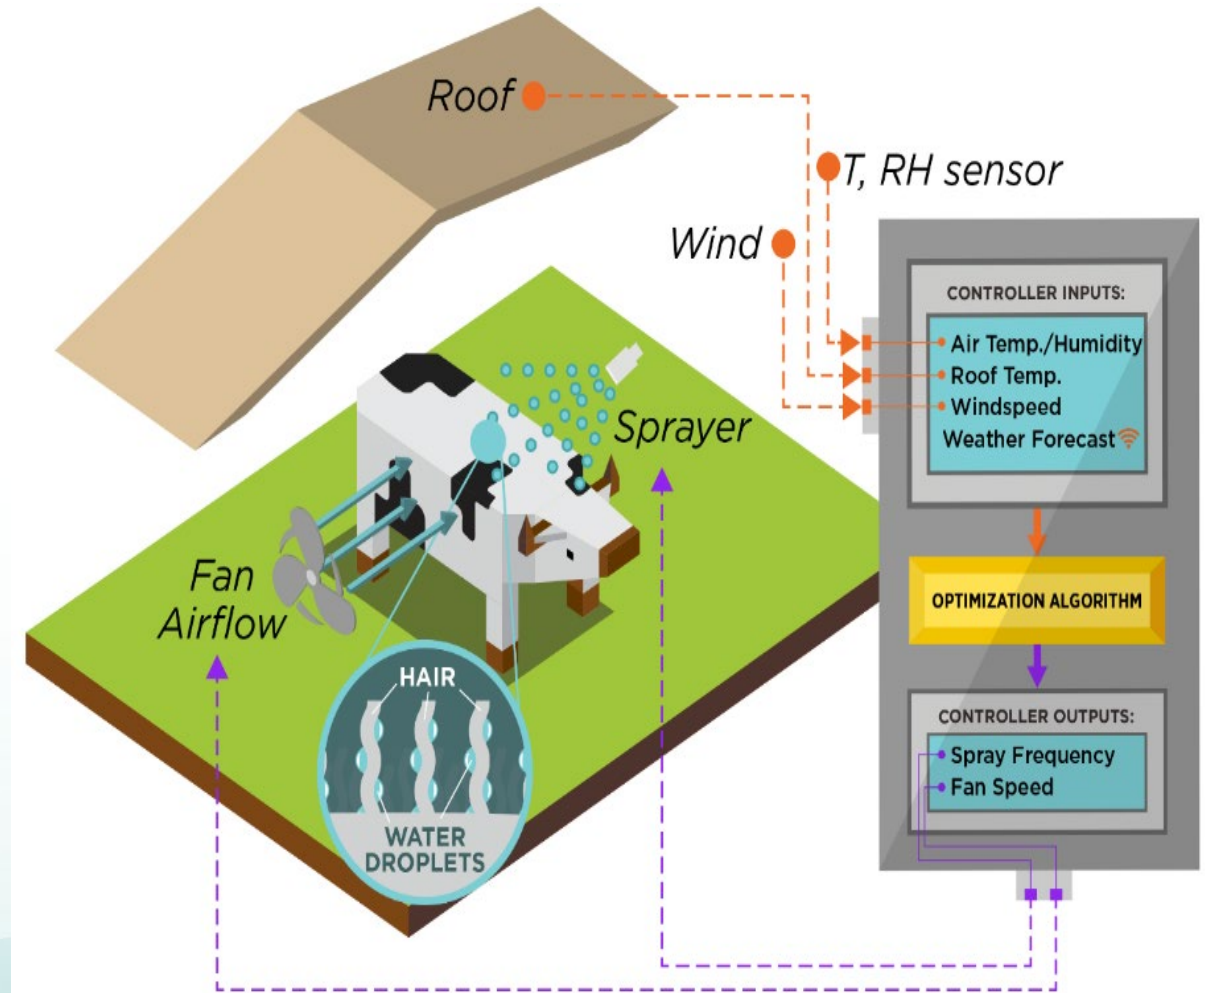 Roof
T, RH sensor
Wind
CONTROLLER INPUTS:
Air Temp./Humidity
Roof Temp.
Windspeed
Weather Forecast
Sprayer
Fan
Airflow
OPTIMIZATION ALGORITHM
HAIR
WATER
DROPLETS
CONTROLLER OUTPUTS:
Spray Frequency
Fan Speed